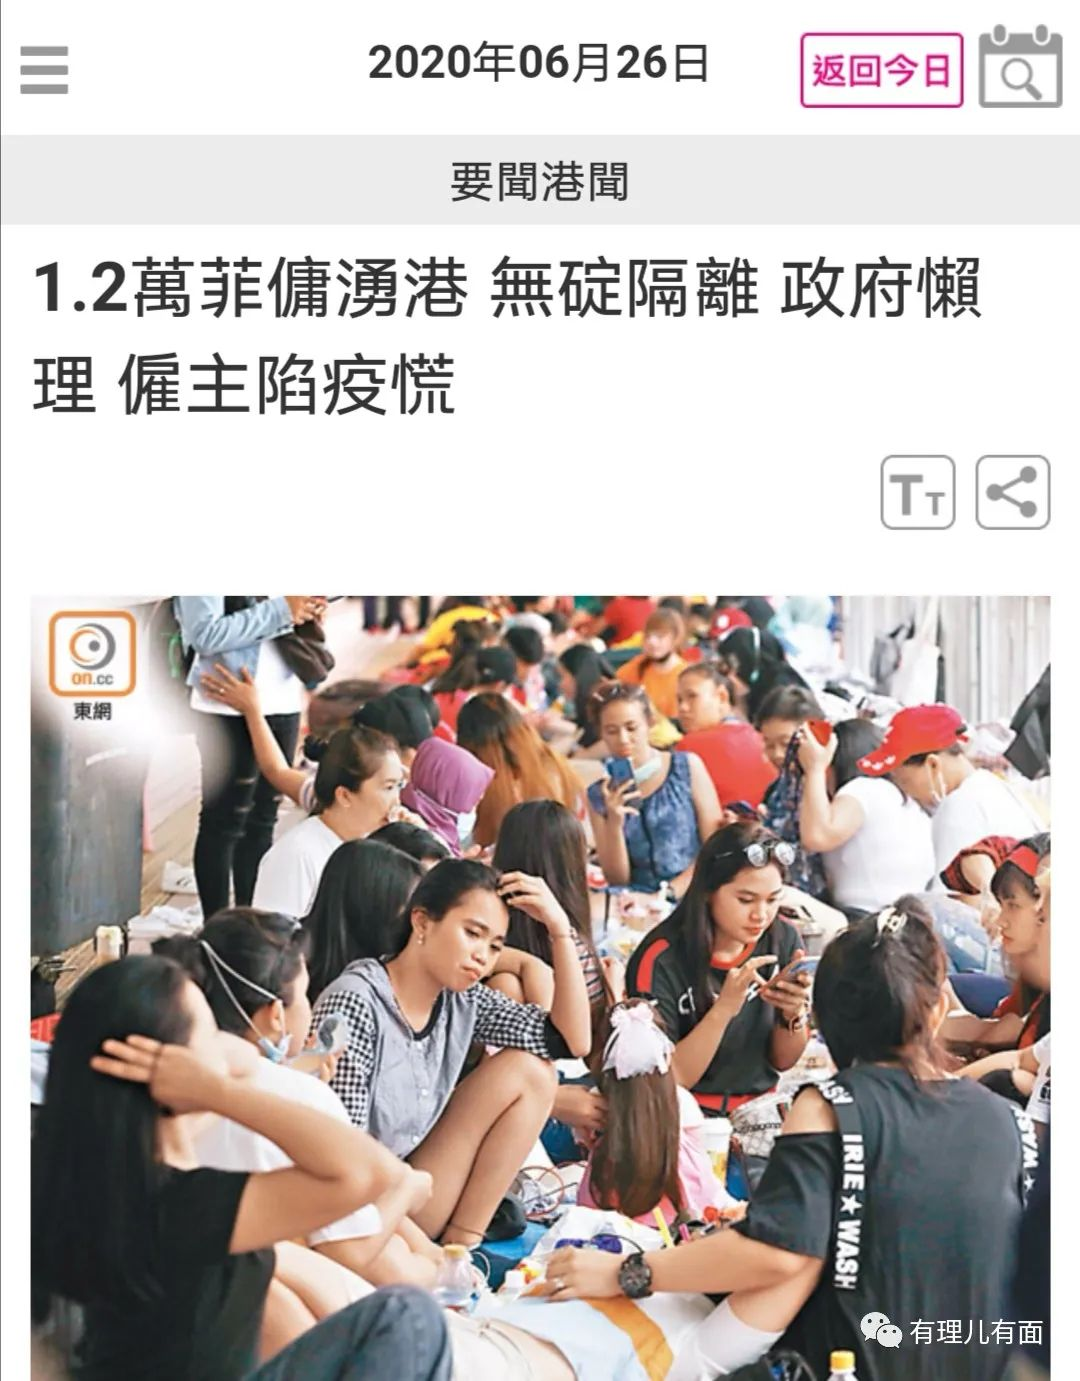 2020年06月26日
返回今日
要聞港聞
1.2萬菲傭湧港 無碇隔離 政府懶
理 僱主陷疫慌
TT
on.cc
東網
IRIE★WASH
有理儿有面